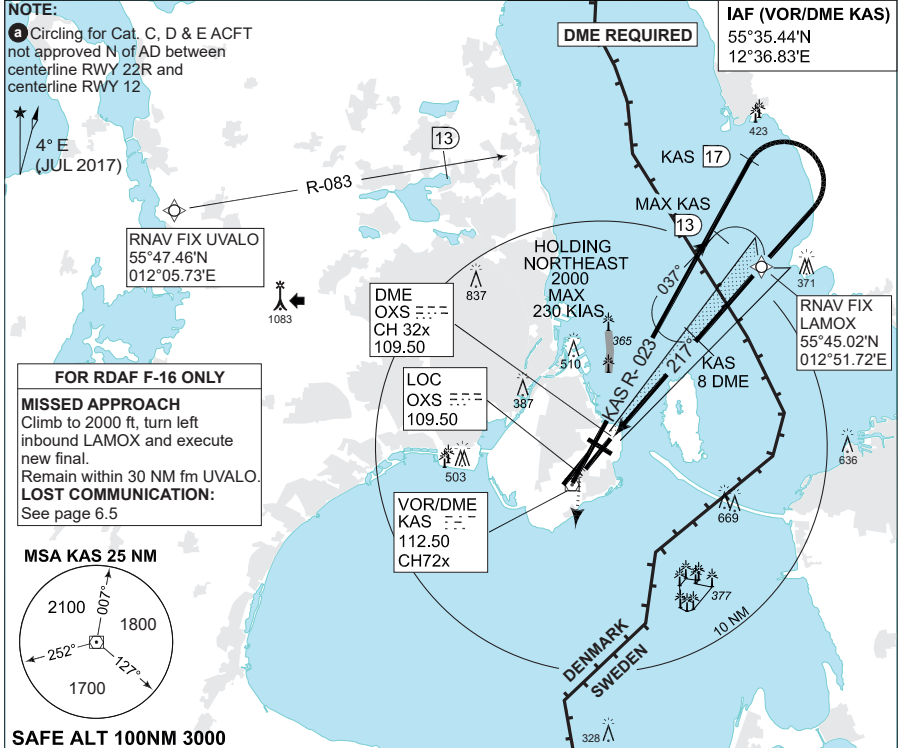 NOTE:
a Circling for Cat. C, D & E ACFT
not approved N of AD between
centerline RWY 22R and
centerline RWY 12
4° E
(JUL 2017)
DME REQUIRED
IAF (VOR/DME KAS)
55°35.44'N
12°36.83'E
13
R-083
RNAV FIX UVALO
55°47.46'N
012°05.73'E
1083
423
KAS 17
MAX KAS
13
HOLDING
NORTHEAST
2000
MAX
230 KIAS
037°
371
RNAV FIX
LAMOX
55°45.02'N
012°51.72'E
837
DME
OXS
CH 32x
109.50
365
510
KAS R- 023
217°
KAS
8 DME
LOC
OXS
109.50
387
503
636
VOR/DME
KAS
112.50
CH72x
669
377
10 NM
DENMARK
SWEDEN
328
FOR RDAF F-16 ONLY
MISSED APPROACH
Climb to 2000 ft, turn left
inbound LAMOX and execute
new final.
Remain within 30 NM fm UVALO.
LOST COMMUNICATION:
See page 6.5
MSA KAS 25 NM
2100
007°
1800
252°
127°
1700
SAFE ALT 100NM 3000